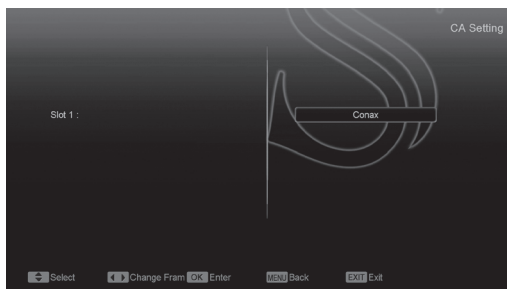 CA Setting
Slot 1 : Conax
Select Change Fram OK Enter MENU Back EXIT Exit